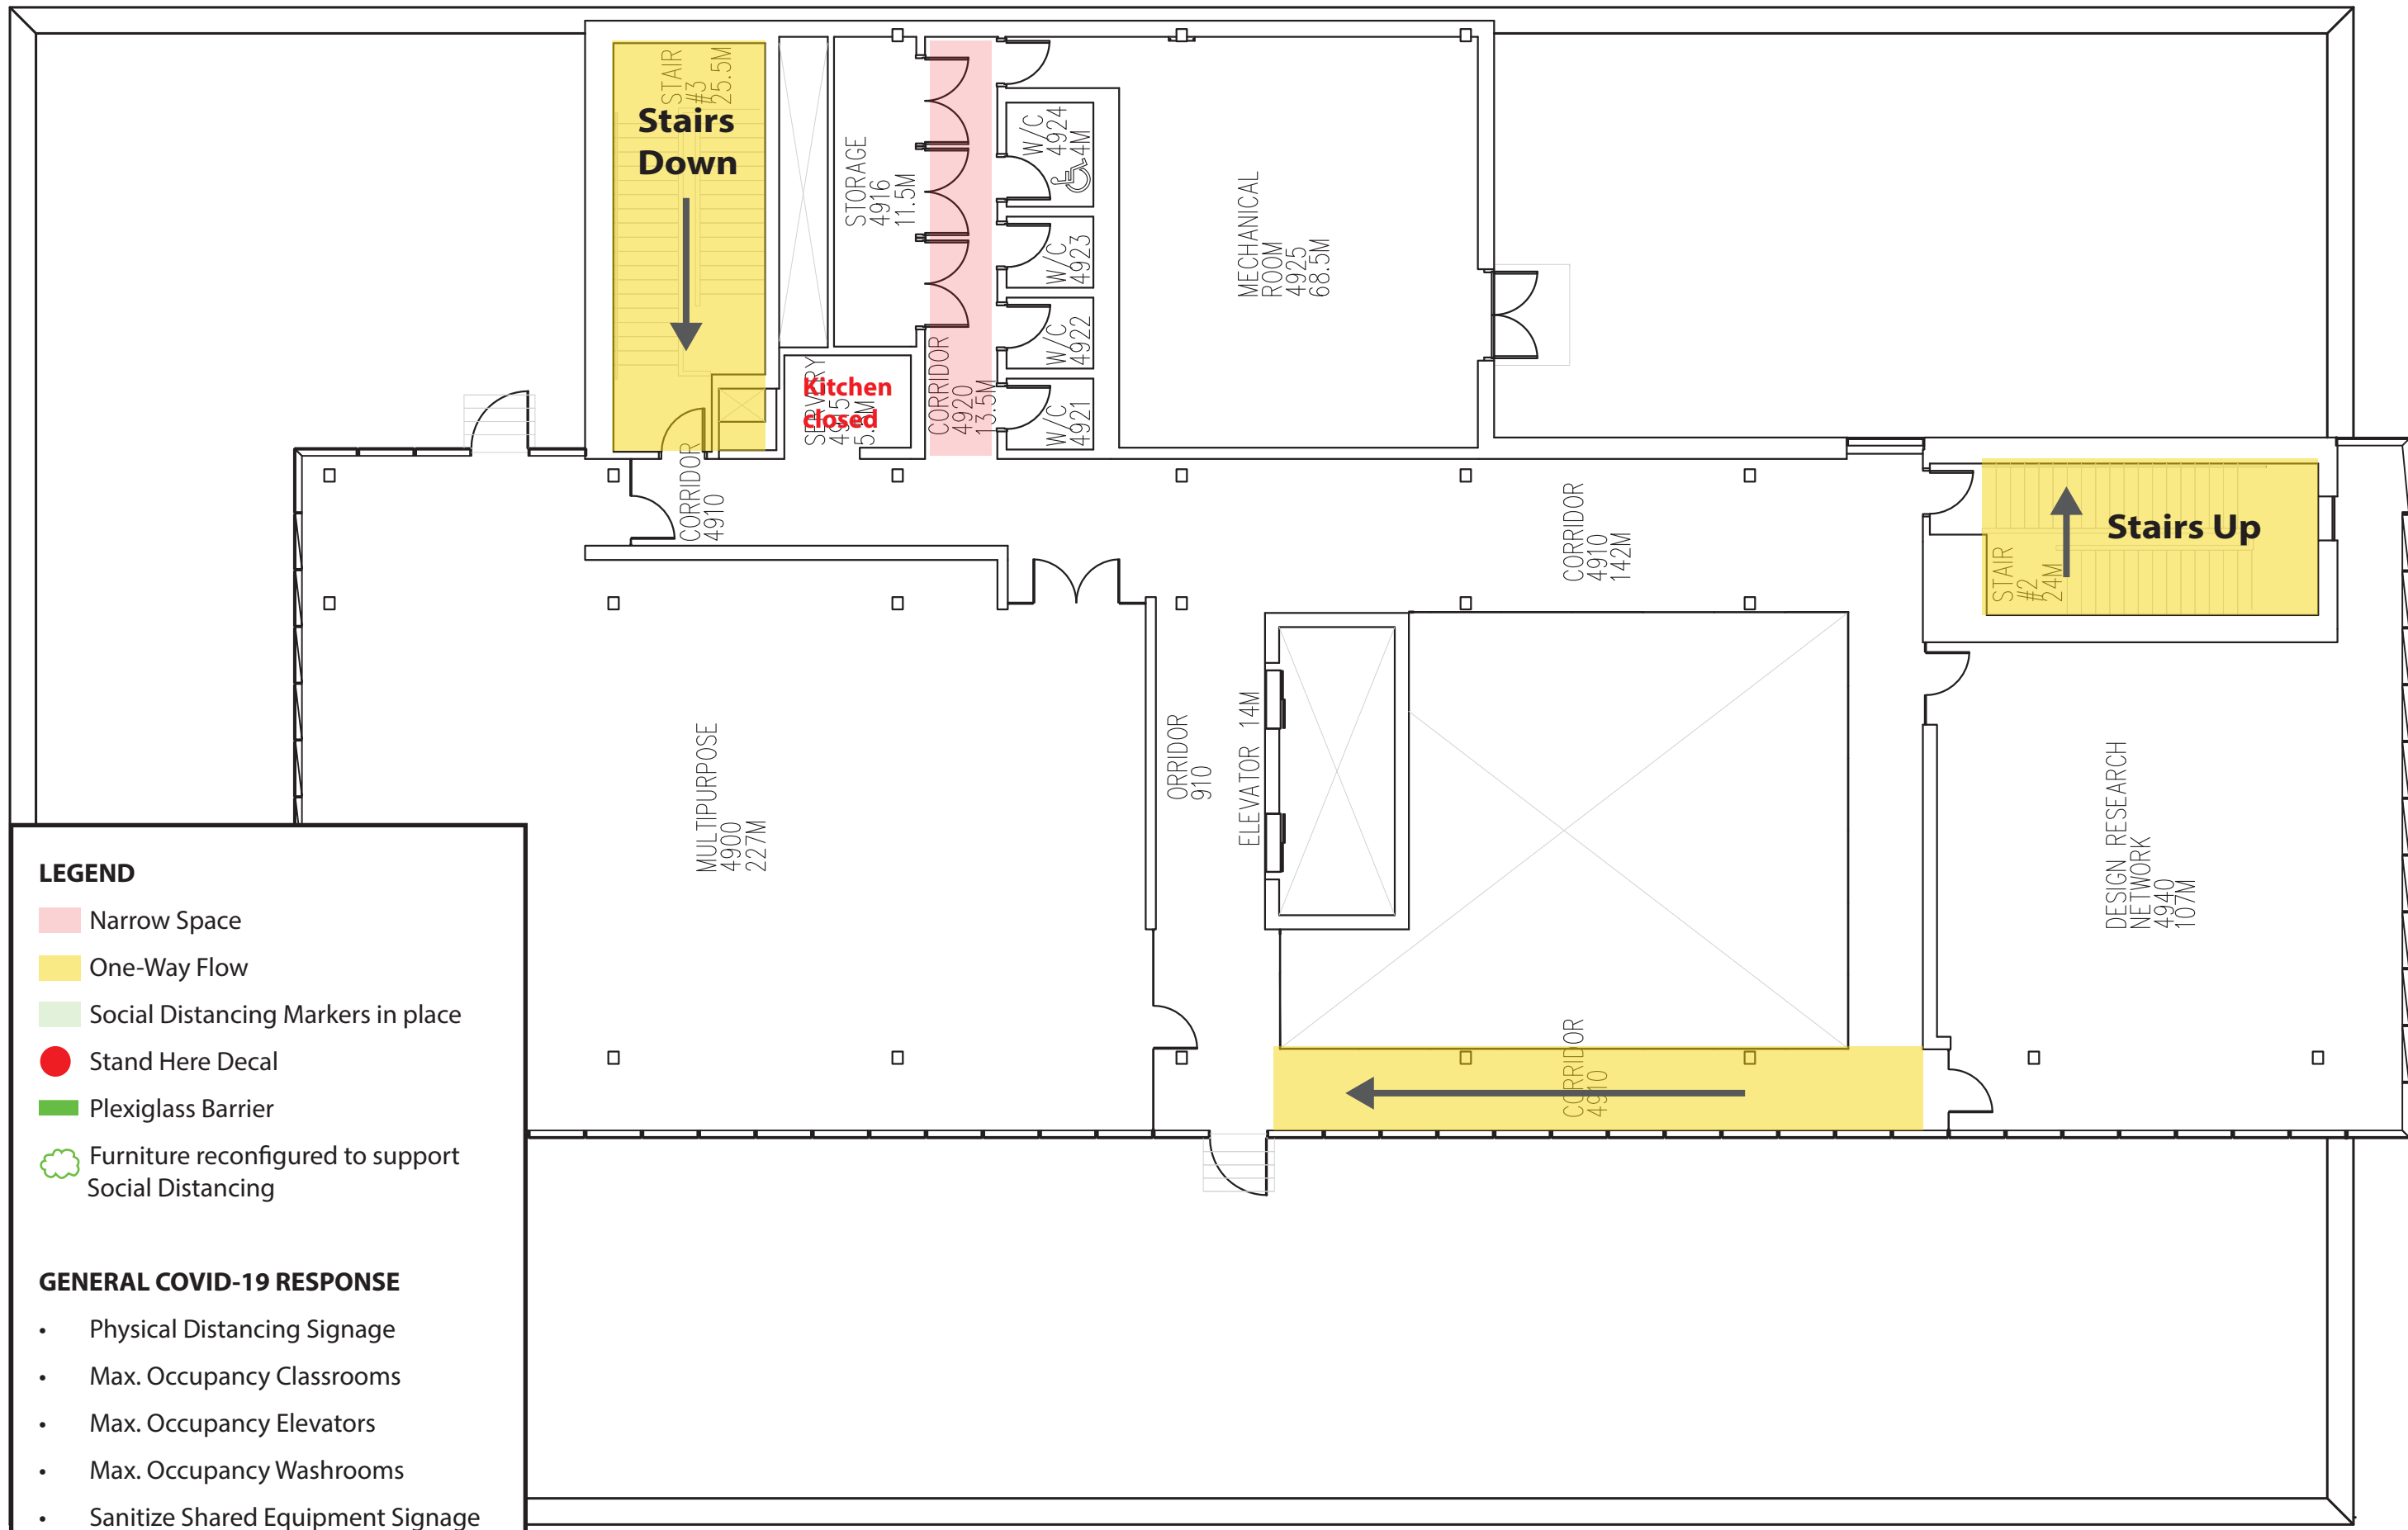 STAIR
#3
25.5M
Stairs
Down
STORAGE
4916
11.5M
W/C
4924
4M
W/C
4923
W/C
4922
W/C
4921
MECHANICAL
ROOM
4925
68.5M
Kitchen
closed
CORRIDOR
4920
13.5M
CORRIDOR
4910
CORRIDOR
4910
142M
Stairs Up
STAIR
#2
24M
MULTIPURPOSE
4900
227M
ORRIDOR
910
ELEVATOR 14M
DESIGN RESEARCH
NETWORK
4940
107M
CORRIDOR
4910
LEGEND
Narrow Space
One-Way Flow
Social Distancing Markers in place
Stand Here Decal
Plexiglass Barrier
Furniture reconfigured to support
Social Distancing
GENERAL COVID-19 RESPONSE
• Physical Distancing Signage
• Max. Occupancy Classrooms
• Max. Occupancy Elevators
• Max. Occupancy Washrooms
• Sanitize Shared Equipment Signage